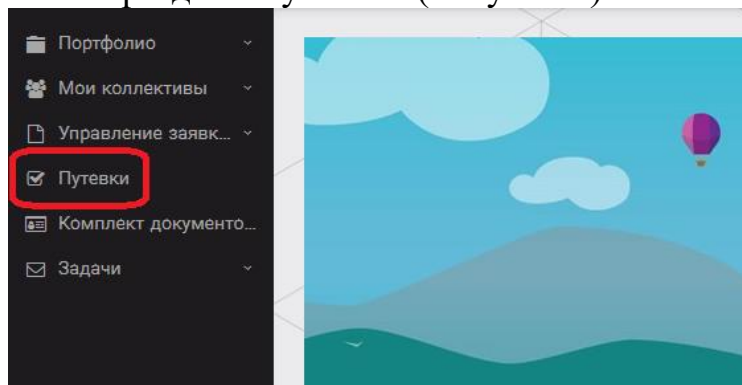 Портфолио
Мои коллективы
Управление заявк...
Путевки
Комплект документо...
Задачи